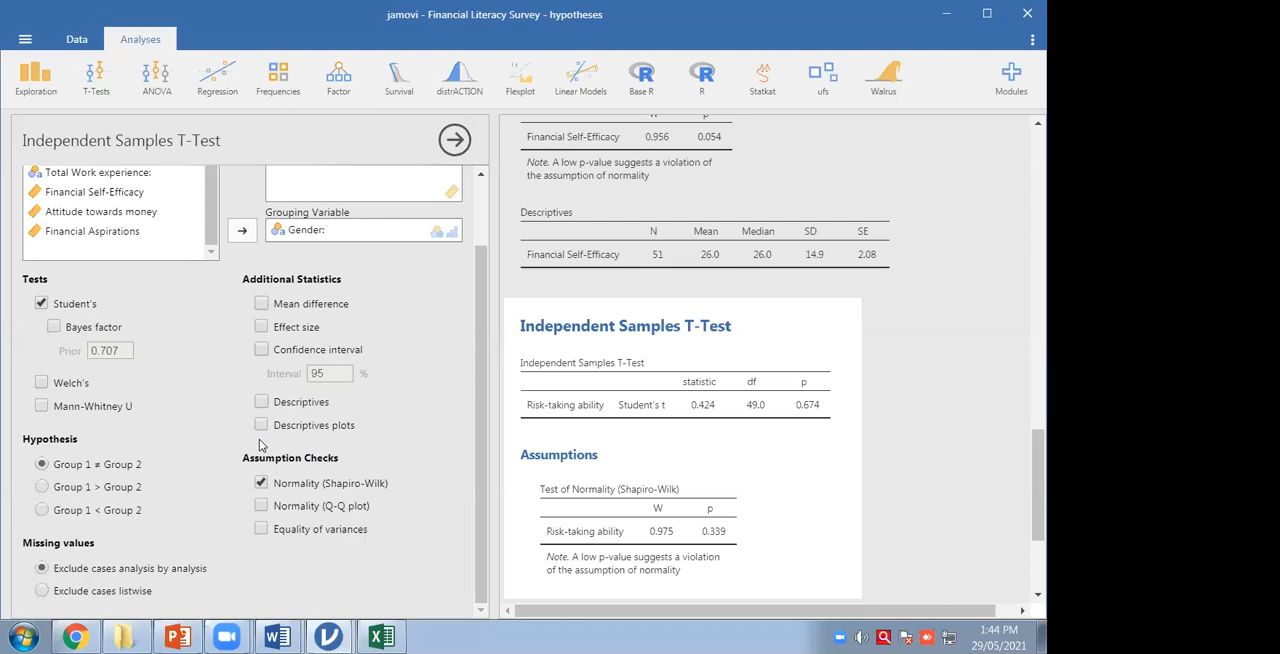 jamovi - Financial Literacy Survey - hypotheses
Data Analyses
Exploration T-Tests ANOVA Regression Frequencies Factor Survival distrACTION Flexplot Linear Models Base R R Statkat ufs Walrus Modules
Independent Samples T-Test
Total Work experience:
Financial Self-Efficacy
Attitude towards money
Financial Aspirations
Grouping Variable
Gender:
Tests
Student's
Bayes factor
Prior 0.707
Welch's
Mann-Whitney U
Hypothesis
Group 1 ≠ Group 2
Group 1 > Group 2
Group 1 < Group 2
Missing values
Exclude cases analysis by analysis
Exclude cases listwise
Additional Statistics
Mean difference
Effect size
Confidence interval
Interval 95 %
Descriptives
Descriptives plots
Assumption Checks
Normality (Shapiro-Wilk)
Normality (Q-Q plot)
Equality of variances
W p
Financial Self-Efficacy 0.956 0.054
Note. A low p-value suggests a violation of
the assumption of normality
Descriptives
N Mean Median SD SE
Financial Self-Efficacy 51 26.0 26.0 14.9 2.08
Independent Samples T-Test
Independent Samples T-Test
statistic df p
Risk-taking ability Student's t 0.424 49.0 0.674
Assumptions
Test of Normality (Shapiro-Wilk)
W p
Risk-taking ability 0.975 0.339
Note. A low p-value suggests a violation
of the assumption of normality
1:44 PM
29/05/2021